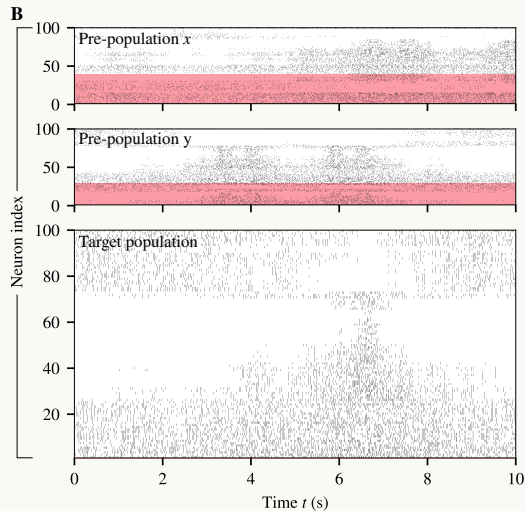 B
Pre-population x
100
50
0
Pre-population y
100
50
0
Neuron index
Target population
100
80
60
40
20
0 2 4 6 8 10
Time t (s)